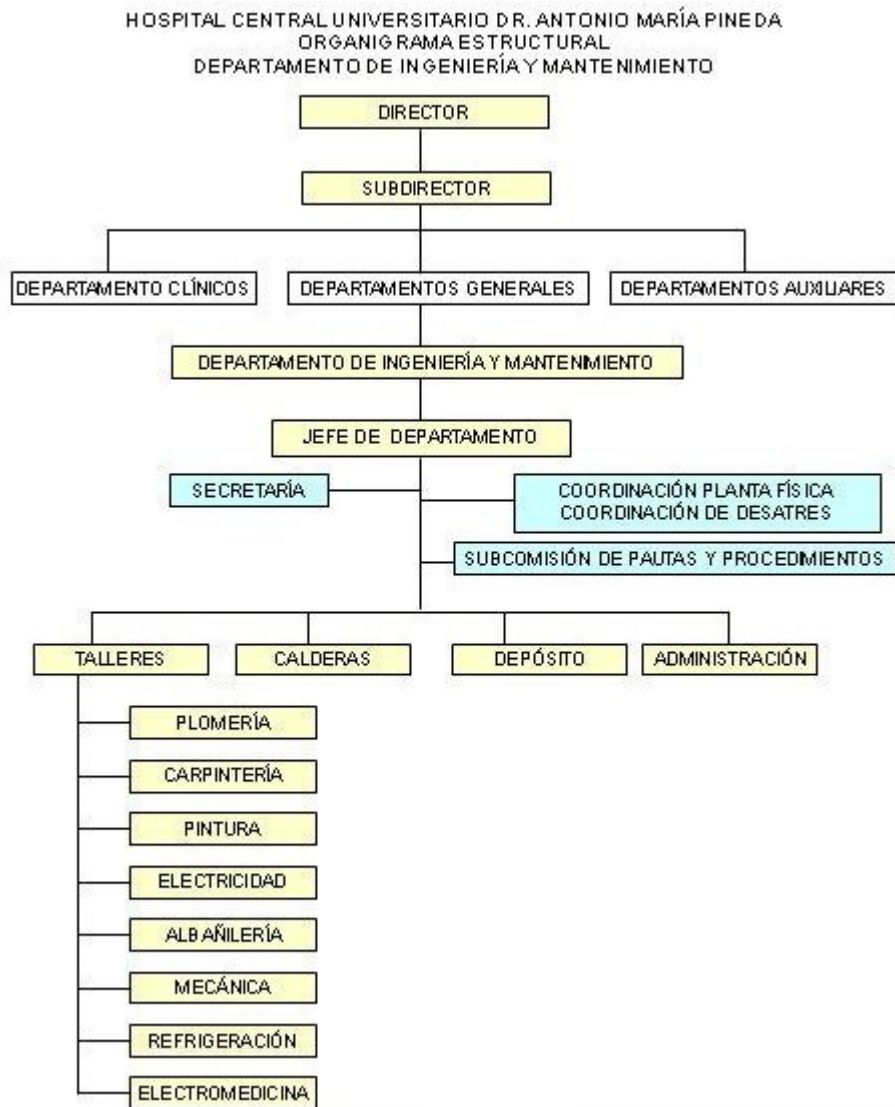 HOSPITAL CENTRAL UNIVERSITARIO DR. ANTONIO MARÍA PINEDA
ORGANIGRAMA ESTRUCTURAL
DEPARTAMENTO DE INGENIERÍA Y MANTENIMIENTO
DIRECTOR
SUBDIRECTOR
DEPARTAMENTO CLÍNICOS
DEPARTAMENTOS GENERALES
DEPARTAMENTOS AUXILIARES
DEPARTAMENTO DE INGENIERÍA Y MANTENIMIENTO
JEFE DE DEPARTAMENTO
SECRETARÍA
COORDINACIÓN PLANTA FÍSICA
COORDINACIÓN DE DESATRES
SUBCOMISIÓN DE PAUTAS Y PROCEDIMIENTOS
TALLERES
CALDERAS
DEPÓSITO
ADMINISTRACIÓN
PLOMERÍA
CARPINTERÍA
PINTURA
ELECTRICIDAD
ALBAÑILERÍA
MECÁNICA
REFRIGERACIÓN
ELECTROMEDICINA